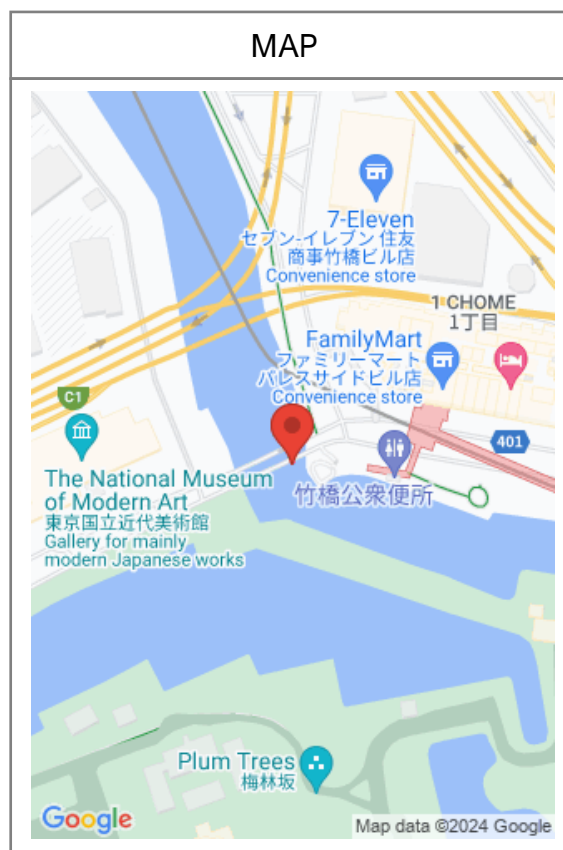 MAP
7-Eleven
セブン-イレブン 住友
商事竹橋ビル店
Convenience store
1 CHOME
1丁目
FamilyMart
ファミリーマート
パレスサイドビル店
Convenience store
C1
401
The National Museum
of Modern Art
東京国立近代美術館
Gallery for mainly
modern Japanese works
竹橋公衆便所
Plum Trees
梅林坂
Google
Map data ©2024 Google